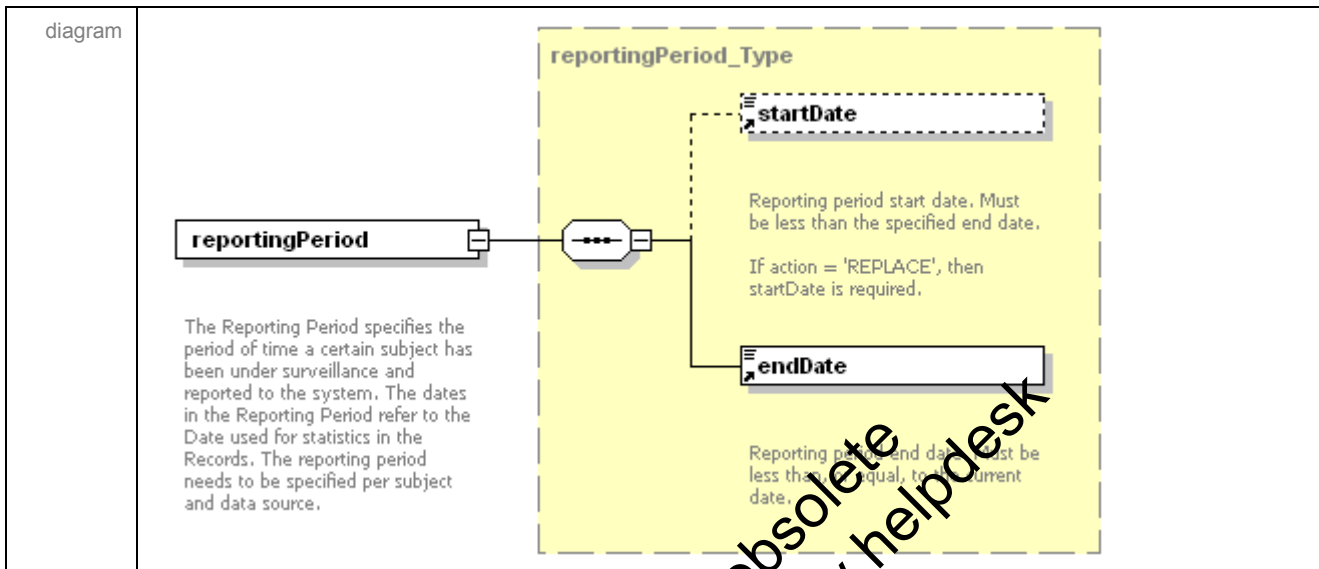 diagram
reportingPeriod_Type
startDate
Reporting period start date. Must
be less than the specified end date.
If action = 'REPLACE', then
startDate is required.
reportingPeriod
The Reporting Period specifies the
period of time a certain subject has
been under surveillance and
reported to the system. The dates
in the Reporting Period refer to the
Date used for statistics in the
Records. The reporting period
needs to be specified per subject
and data source.
endDate
Reporting period end date. Must be
less than, or equal, to the current
date.
obsolete
helpdesk